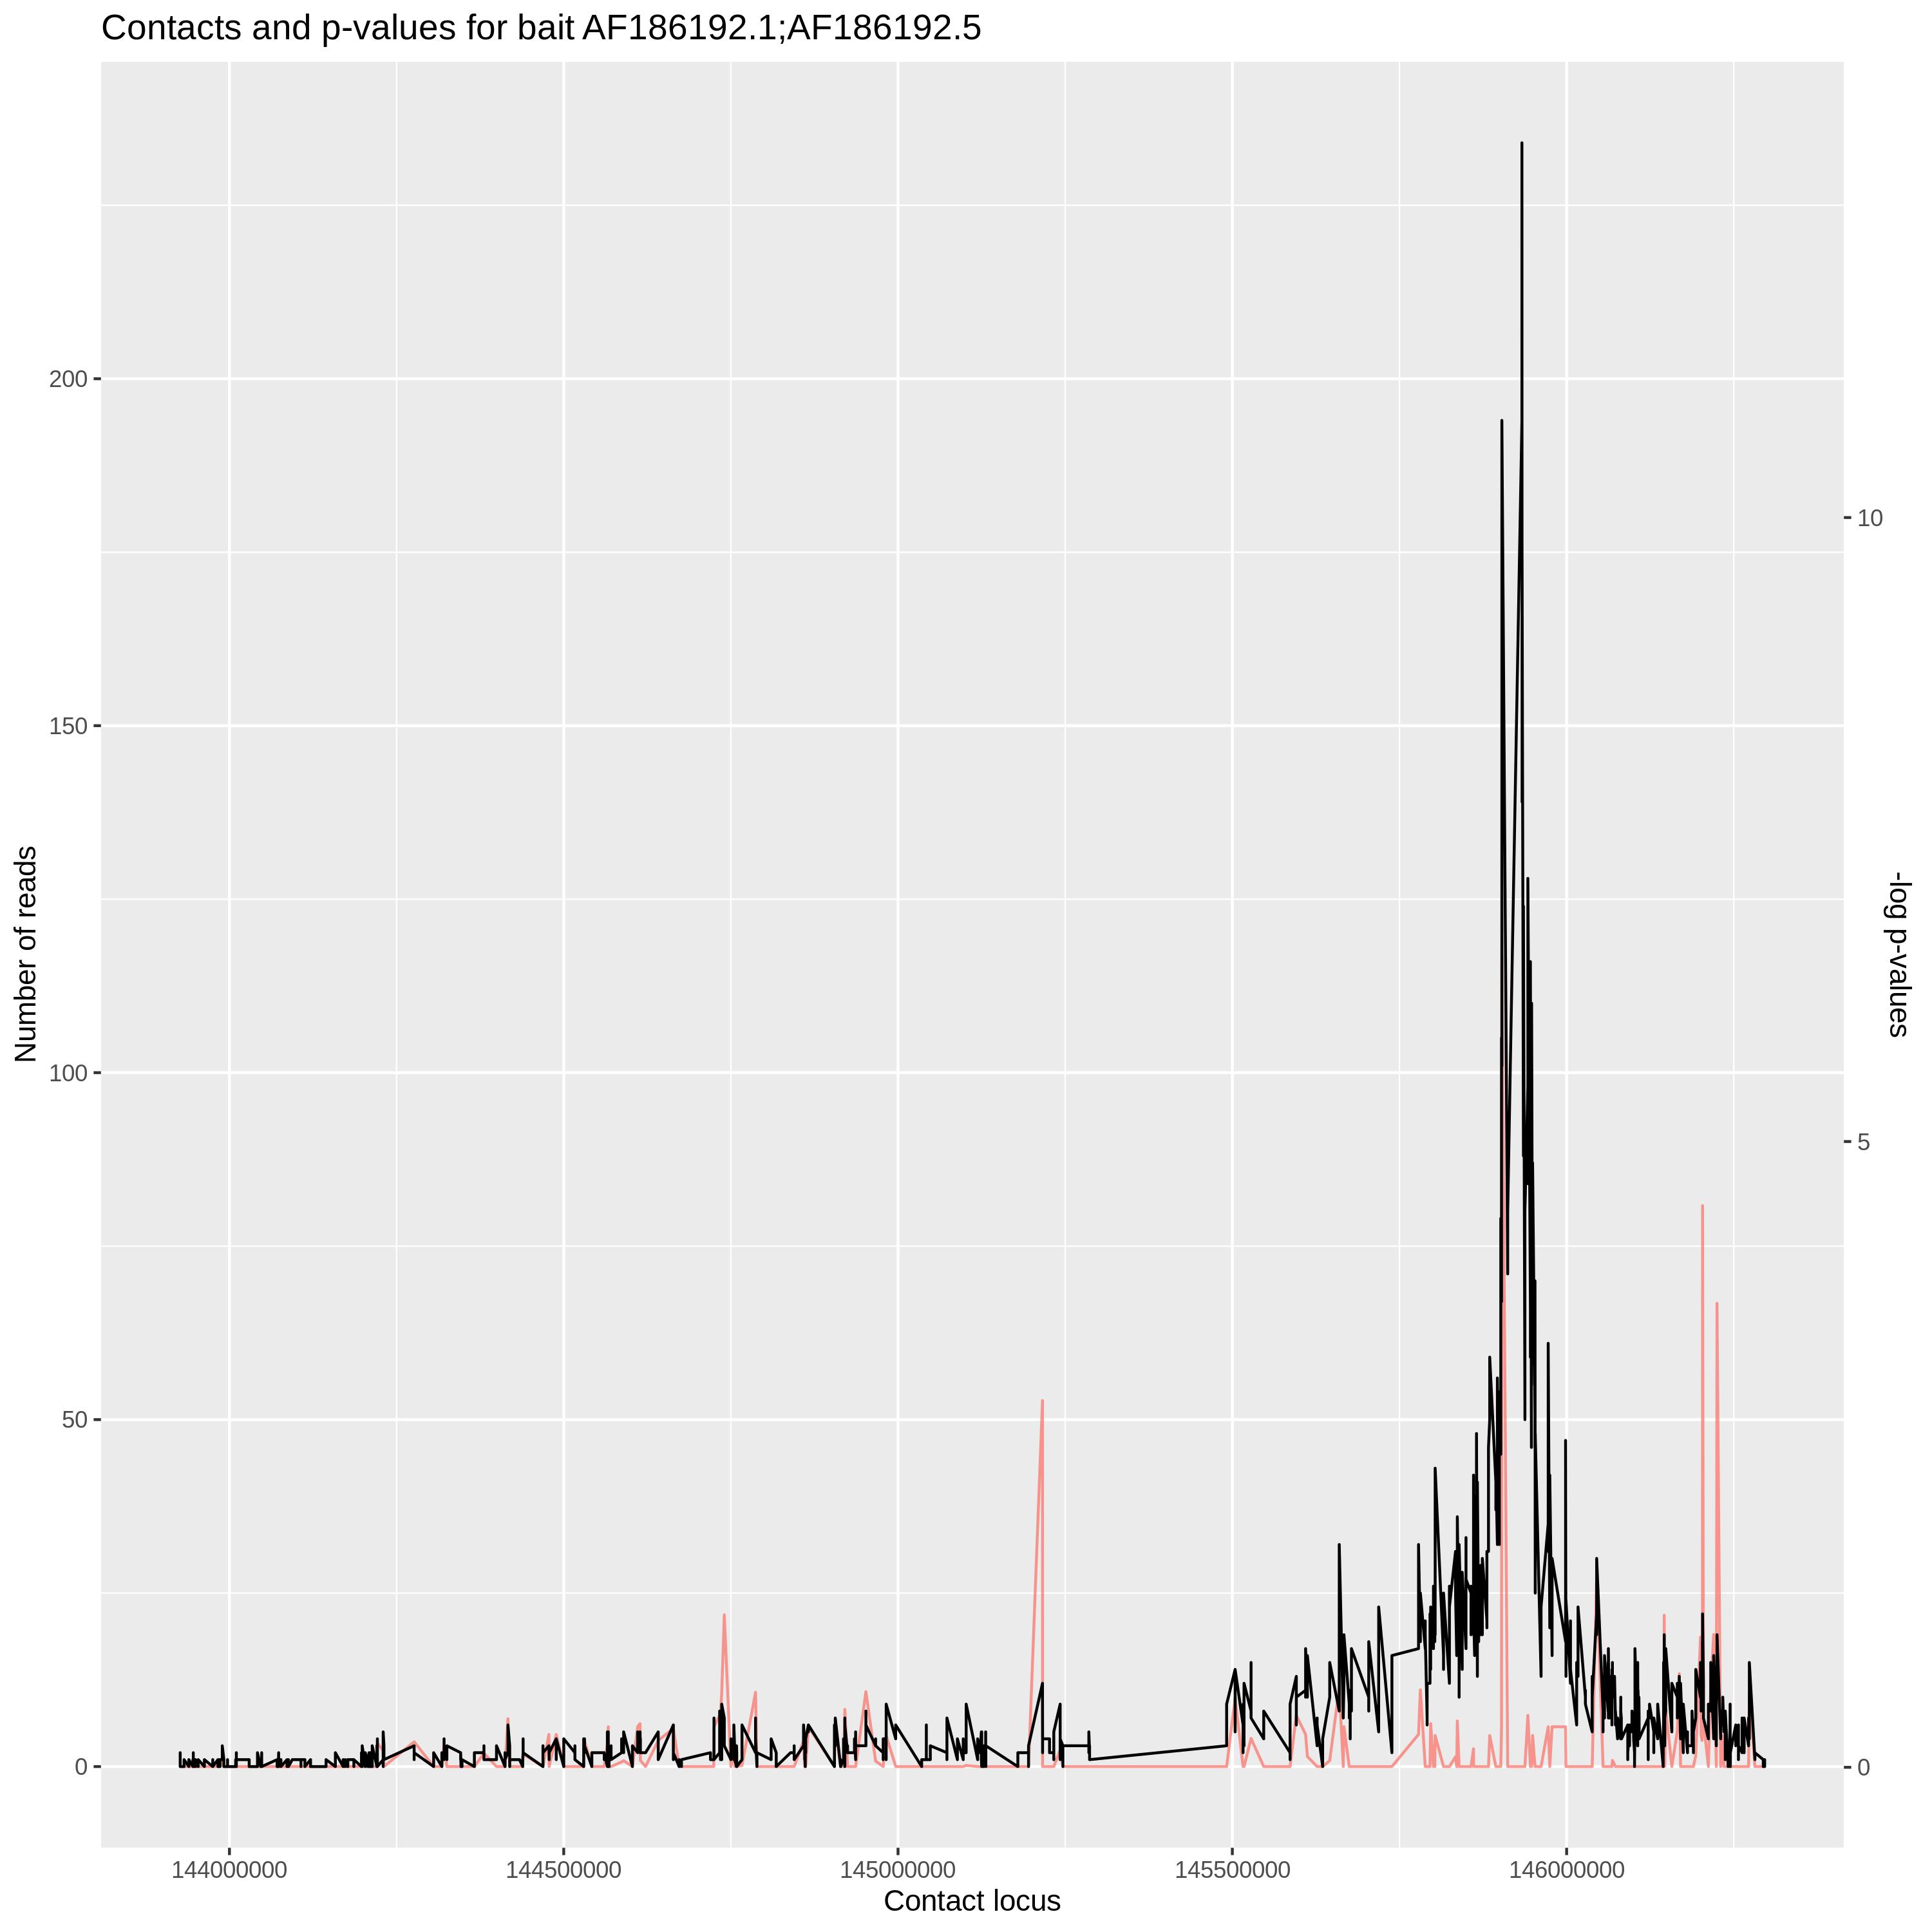 Contacts and p-values for bait AF186192.1;AF186192.5
Number of reads
200
150
100
50
0
10
5
0
-log p-values
144000000 144500000 145000000 145500000 146000000
Contact locus